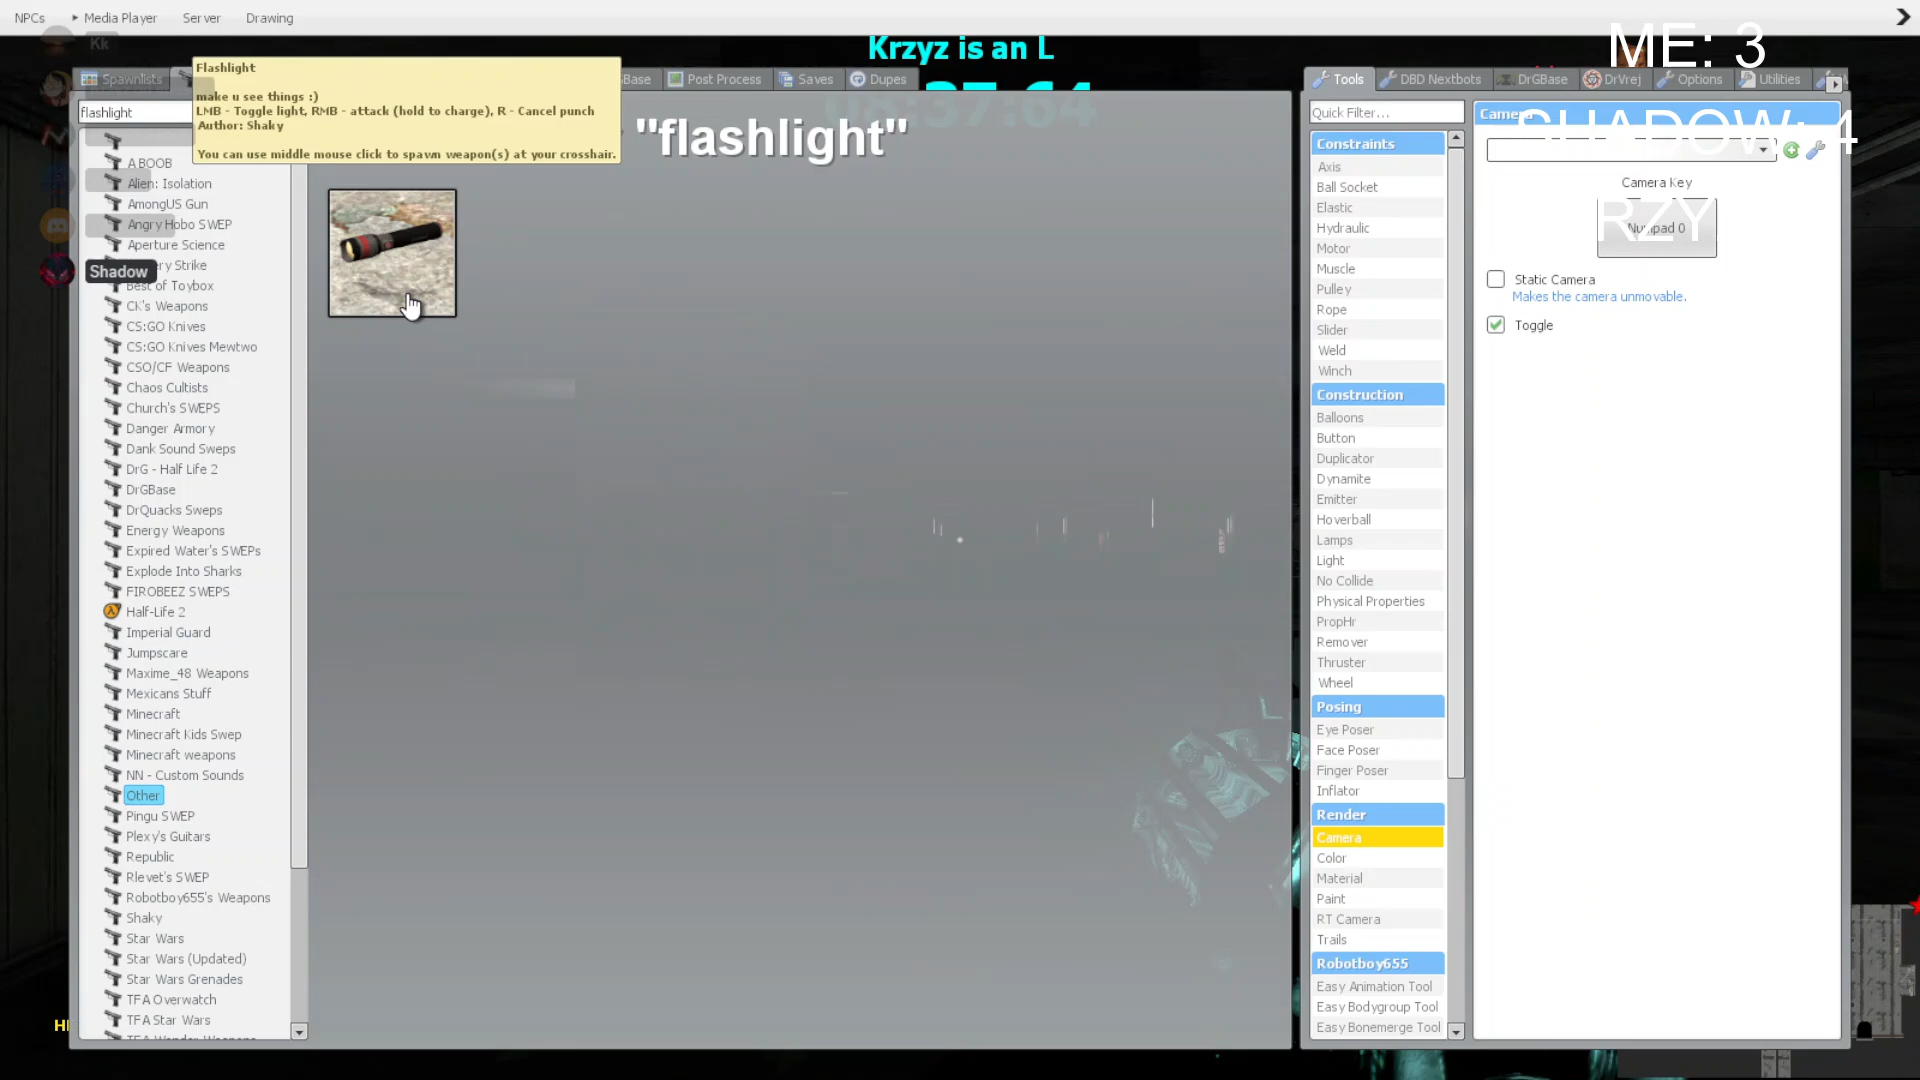 NPCs
Media Player
Server
Drawing
Kk
Krzyz is an L
ME: 3
SHADOW: 4
Spawnlists
Base
Post Process
Saves
Dupes
Flashlight
make u see things :)
LMB - Toggle light, RMB - attack (hold to charge), R - Cancel punch
Author: Shaky
You can use middle mouse click to spawn weapon(s) at your crosshair.
"flashlight"
flashlight
A BOOB
Alien: Isolation
AmongUS Gun
Angry Hobo SWEP
Aperture Science
ery Strike
Shadow
Best of Toybox
CK's Weapons
CS:GO Knives
CS:GO Knives Mewtwo
CSO/CF Weapons
Chaos Cultists
Church's SWEPS
Danger Armory
Dank Sound Sweps
DrG - Half Life 2
DrGBase
DrQuacks Sweps
Energy Weapons
Expired Water's SWEPs
Explode Into Sharks
FIROBEEZ SWEPS
Half-Life 2
Imperial Guard
Jumpscare
Maxime_48 Weapons
Mexicans Stuff
Minecraft
Minecraft Kids Swep
Minecraft weapons
NN - Custom Sounds
Other
Pingu SWEP
Plexy's Guitars
Republic
Rlevet's SWEP
Robotboy655's Weapons
Shaky
Star Wars
Star Wars (Updated)
Star Wars Grenades
TFA Overwatch
TFA Star Wars
Tools
DBD Nextbots
DrGBase
DrVrej
Options
Utilities
Quick Filter...
Constraints
Axis
Ball Socket
Elastic
Hydraulic
Motor
Muscle
Pulley
Rope
Slider
Weld
Winch
Construction
Balloons
Button
Duplicator
Dynamite
Emitter
Hoverball
Lamps
Light
No Collide
Physical Properties
PropHr
Remover
Thruster
Wheel
Posing
Eye Poser
Face Poser
Finger Poser
Inflator
Render
Camera
Color
Material
Paint
RT Camera
Trails
Robotboy655
Easy Animation Tool
Easy Bodygroup Tool
Easy Bonemerge Tool
Camera
Camera Key
Numpad 0
RZY
Static Camera
Makes the camera unmovable.
Toggle